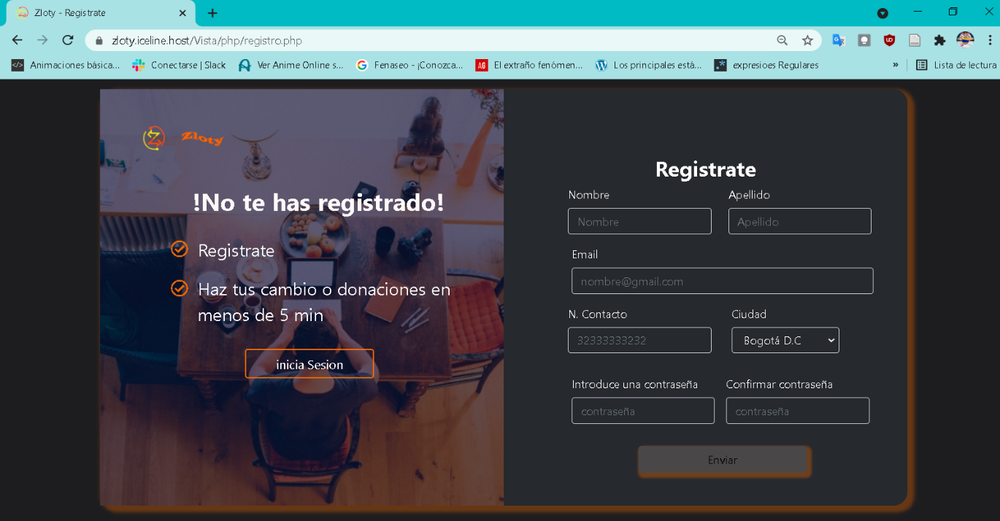 Zloty - Registrate
zloty.iceline.host/Vista/php/registro.php
Animaciones básica...
Conectarse | Slack
Ver Anime Online s...
Fenaseo - ¡Conozca...
El extraño fenómen...
Los principales está...
expresioes Regulares
»
Lista de lectura
Zloty
!No te has registrado!
Registrate
Haz tus cambio o donaciones en
menos de 5 min
inicia Sesion
Registrate
Nombre Apellido
Nombre Apellido
Email
nombre@gmail.com
N. Contacto Ciudad
32333333232 Bogotá D.C
Introduce una contraseña Confirmar contraseña
contraseña contraseña
Enviar